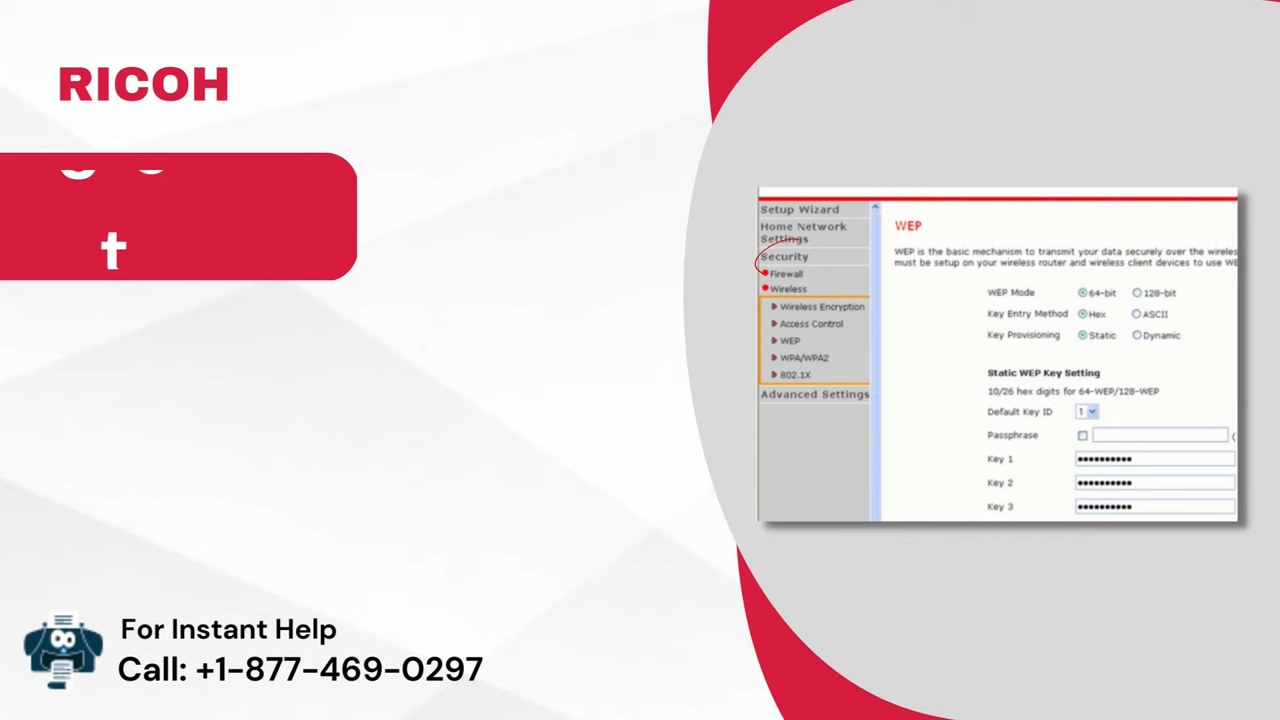 RICOH
t
For Instant Help
Call: +1-877-469-0297
Setup Wizard
Home Network
Settings
Security
Firewall
Wireless
Wireless Encryption
Access Control
WEP
WPA/WPA2
802.1X
Advanced Settings
WEP
WEP is the basic mechanism to transmit your data securely over the
must be setup on your wireless router and wireless client devices to use
WEP Mode 64-bit 128-bit
Key Entry Method Hex ASCII
Key Provisioning Static Dynamic
Static WEP Key Setting
10/26 hex digits for 64-WEP/128-WEP
Default Key ID 1
Passphrase
Key 1 ••••••••••
Key 2 ••••••••••
Key 3 ••••••••••